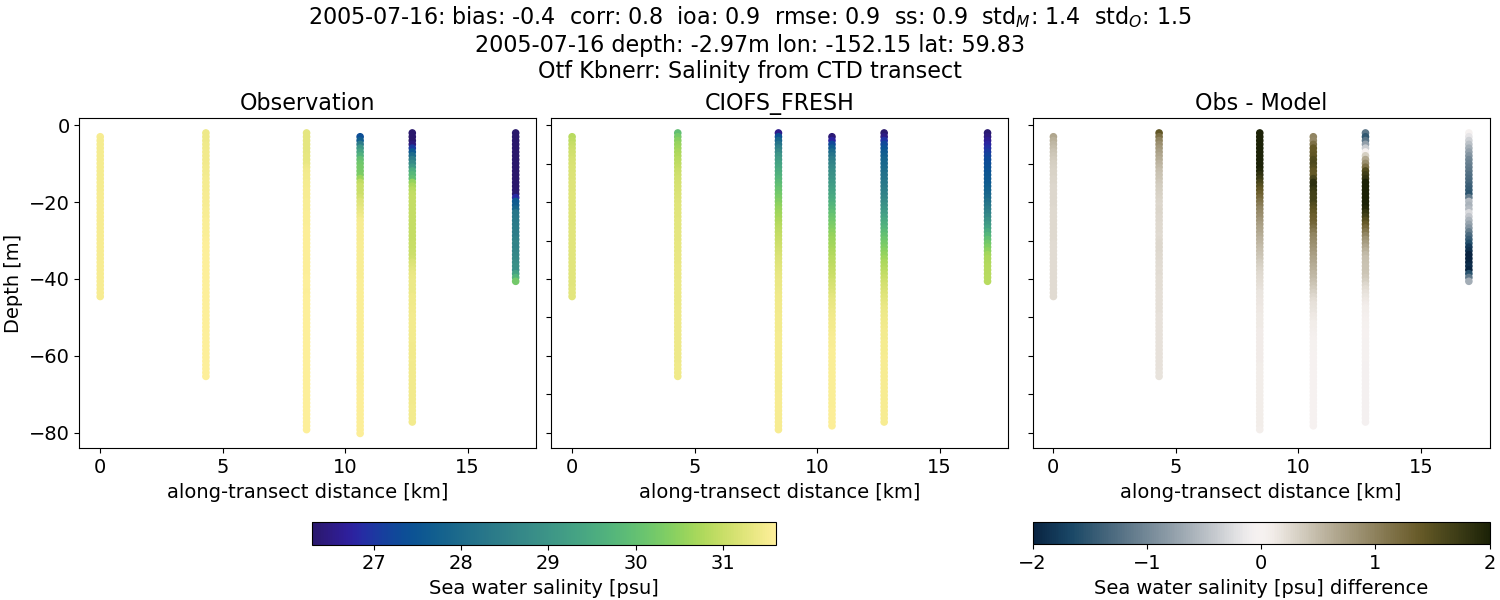 2005-07-16: bias: -0.4  corr: 0.8  ioa: 0.9  rmse: 0.9  ss: 0.9  std_M: 1.4  std_O: 1.5
2005-07-16 depth: -2.97m lon: -152.15 lat: 59.83
Otf Kbnerr: Salinity from CTD transect
Observation
CIOFS_FRESH
Obs - Model
Depth [m]
0
−20
−40
−60
−80
0 5 10 15
0 5 10 15
0 5 10 15
along-transect distance [km]
along-transect distance [km]
along-transect distance [km]
27 28 29 30 31
Sea water salinity [psu]
−2 −1 0 1 2
Sea water salinity [psu] difference